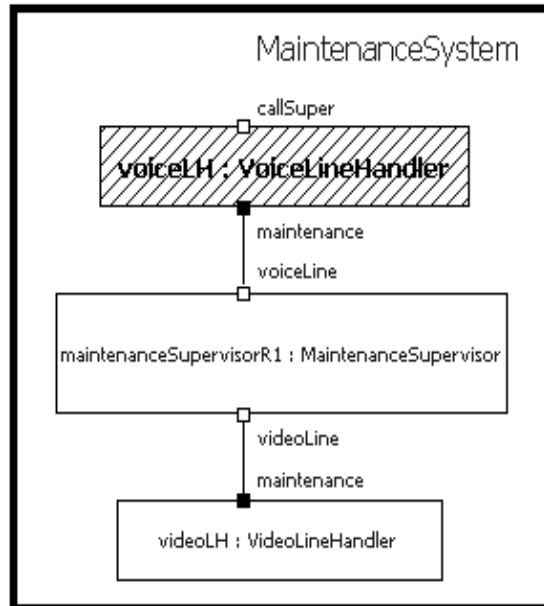 MaintenanceSystem
callSuper
voiceLH : VoiceLineHandler
maintenance
voiceLine
maintenanceSupervisorR1 : MaintenanceSupervisor
videoLine
maintenance
videoLH : VideoLineHandler